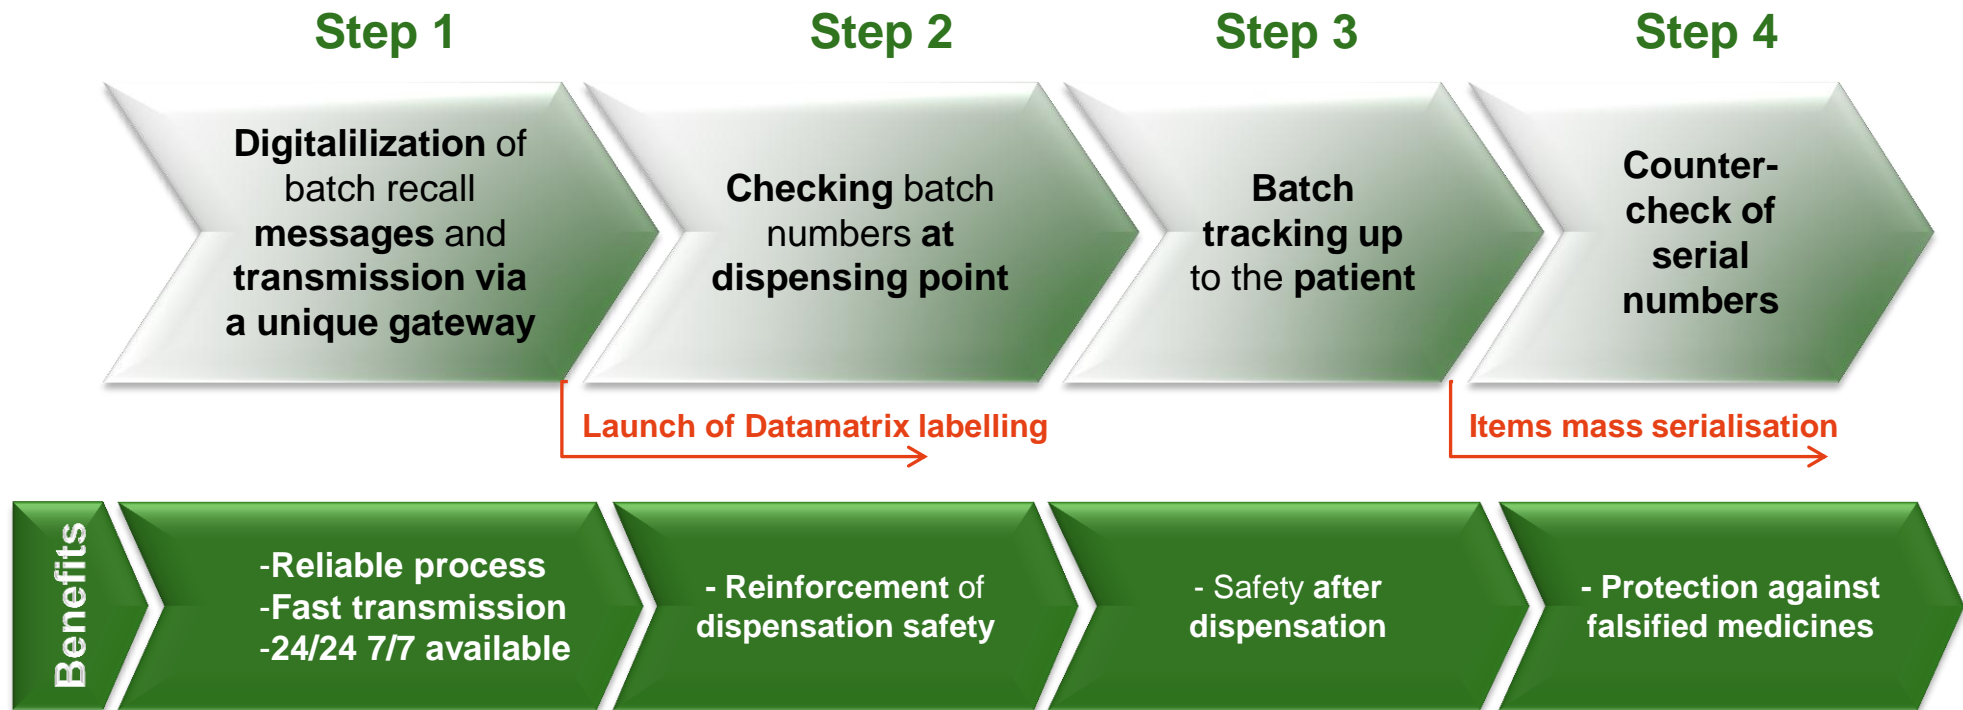 Step 1
Step 2
Step 3
Step 4
Digitalilization of
batch recall
messages and
transmission via
a unique gateway
Checking batch
numbers at
dispensing point
Batch
tracking up
to the patient
Counter-
check of
serial
numbers
Launch of Datamatrix labelling
Items mass serialisation
Benefits
-Reliable process
-Fast transmission
-24/24 7/7 available
- Reinforcement of
dispensation safety
- Safety after
dispensation
- Protection against
falsified medicines